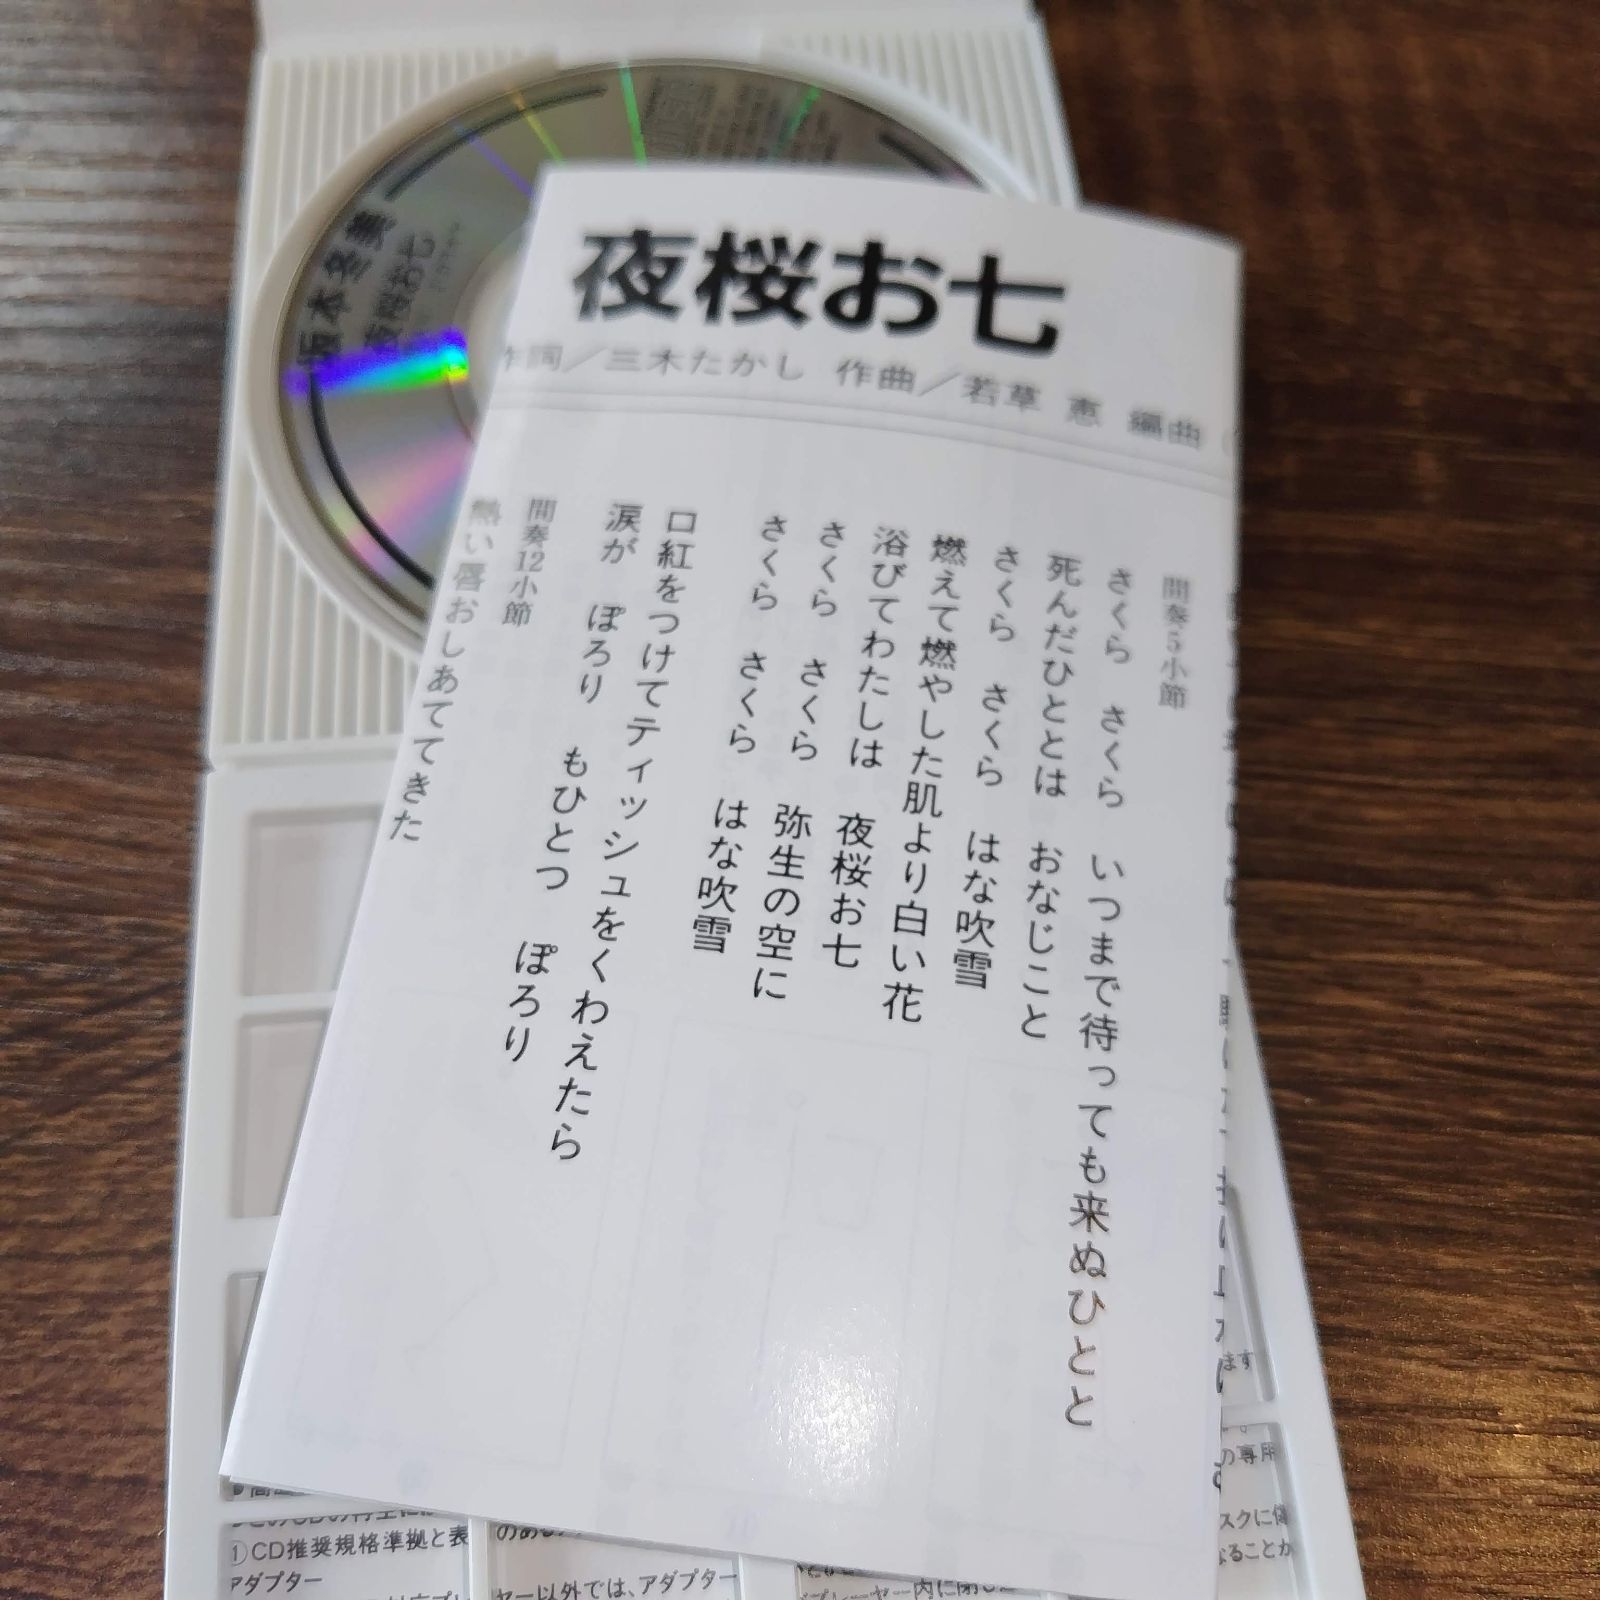 坂本冬美
夜桜お七
夜桜お七
作詞／三木たかし 作曲／若草 恵 編曲
間奏5小節
さくら さくら いつまで待っても来ぬひとと
死んだひととは おなじこと
さくら さくら はな吹雪
燃えて燃やした肌より白い花
浴びてわたしは 夜桜お七
さくら さくら 弥生の空に
さくら さくら はな吹雪
口紅をつけてティッシュをくわえたら
涙が ぽろり もひとつ ぽろり
間奏12小節
熱い唇おしあててきた
ます
の専用
スクに傷
なることが
①CD推奨規格準拠と表
アダプター
ヤー以外では、アダプター